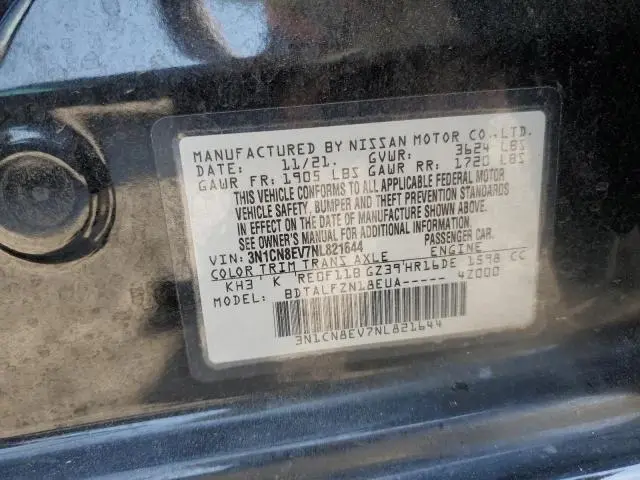 MANUFACTURED BY NISSAN MOTOR CO.,LTD.
DATE: 11/21. GVWR: 3624 LBS
GAWR FR: 1905 LBS GAWR RR: 1720 LBS
THIS VEHICLE CONFORMS TO ALL APPLICABLE FEDERAL MOTOR
VEHICLE SAFETY, BUMPER AND THEFT PREVENTION STANDARDS
IN EFFECT ON THE DATE OF MANUFACTURE SHOWN ABOVE.
SEE OWNER'S MANUAL FOR ADDITIONAL INFORMATION.
VIN: 3N1CN8EV7NL821644 PASSENGER CAR.
COLOR TRIM TRANS AXLE ENGINE
KH3 K RE0F11B GZ39 HR16DE 1598 CC
MODEL: BDTALFZN18EUA----- 42000
3N1CN8EV7NL821644